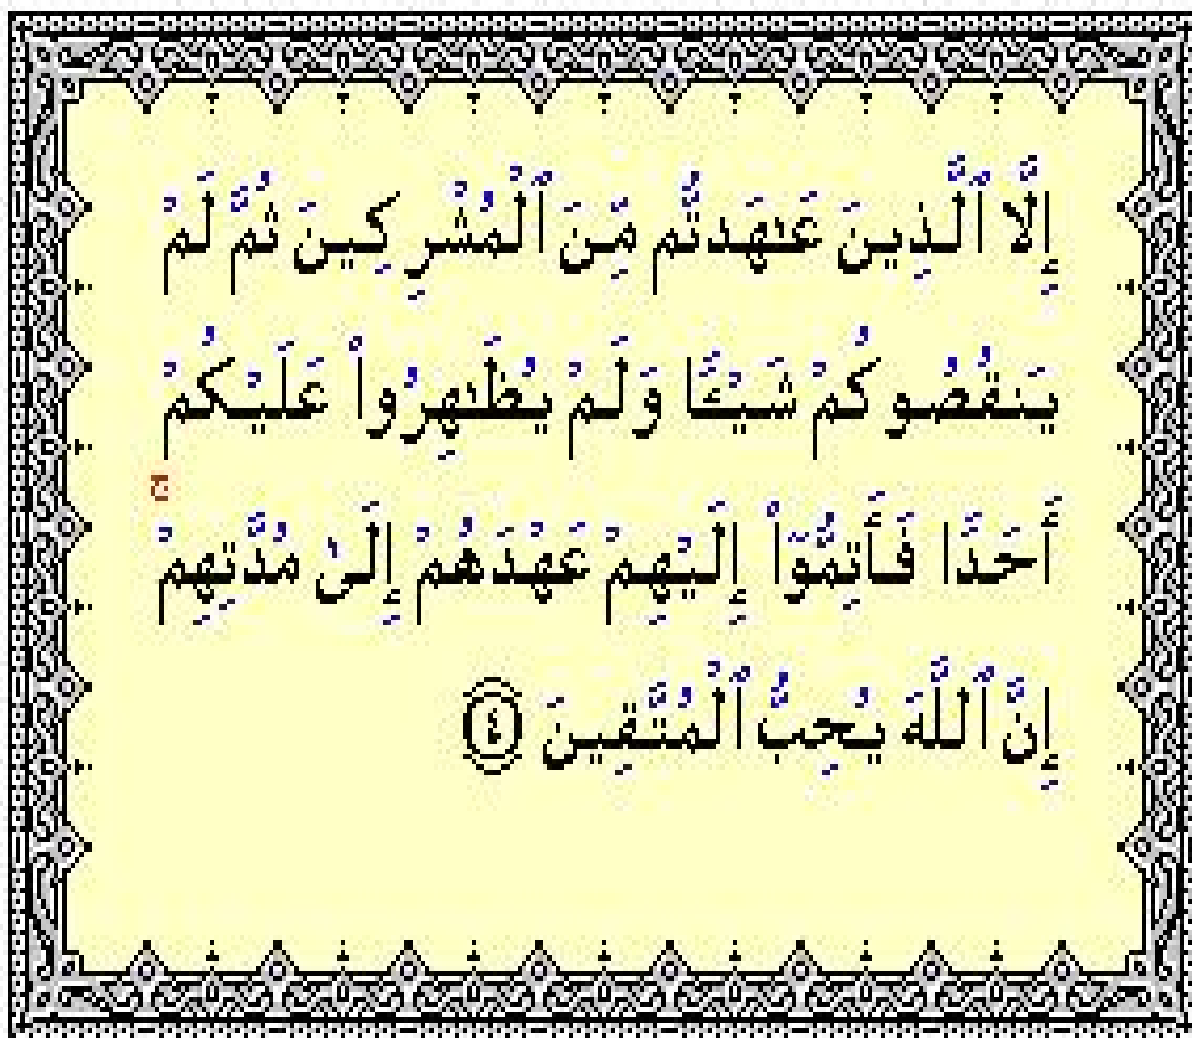 إِلَّا ٱلَّذِينَ عَـٰهَدتُّم مِّنَ ٱلْمُشْرِكِينَ ثُمَّ لَمْ
يَنقُصُوكُمْ شَيْـًٔا وَلَمْ يُظَـٰهِرُوا۟ عَلَيْكُمْ
أَحَدًا فَأَتِمُّوٓا۟ إِلَيْهِمْ عَهْدَهُمْ إِلَىٰ مُدَّتِهِمْ ۚ
إِنَّ ٱللَّهَ يُحِبُّ ٱلْمُتَّقِينَ ٤